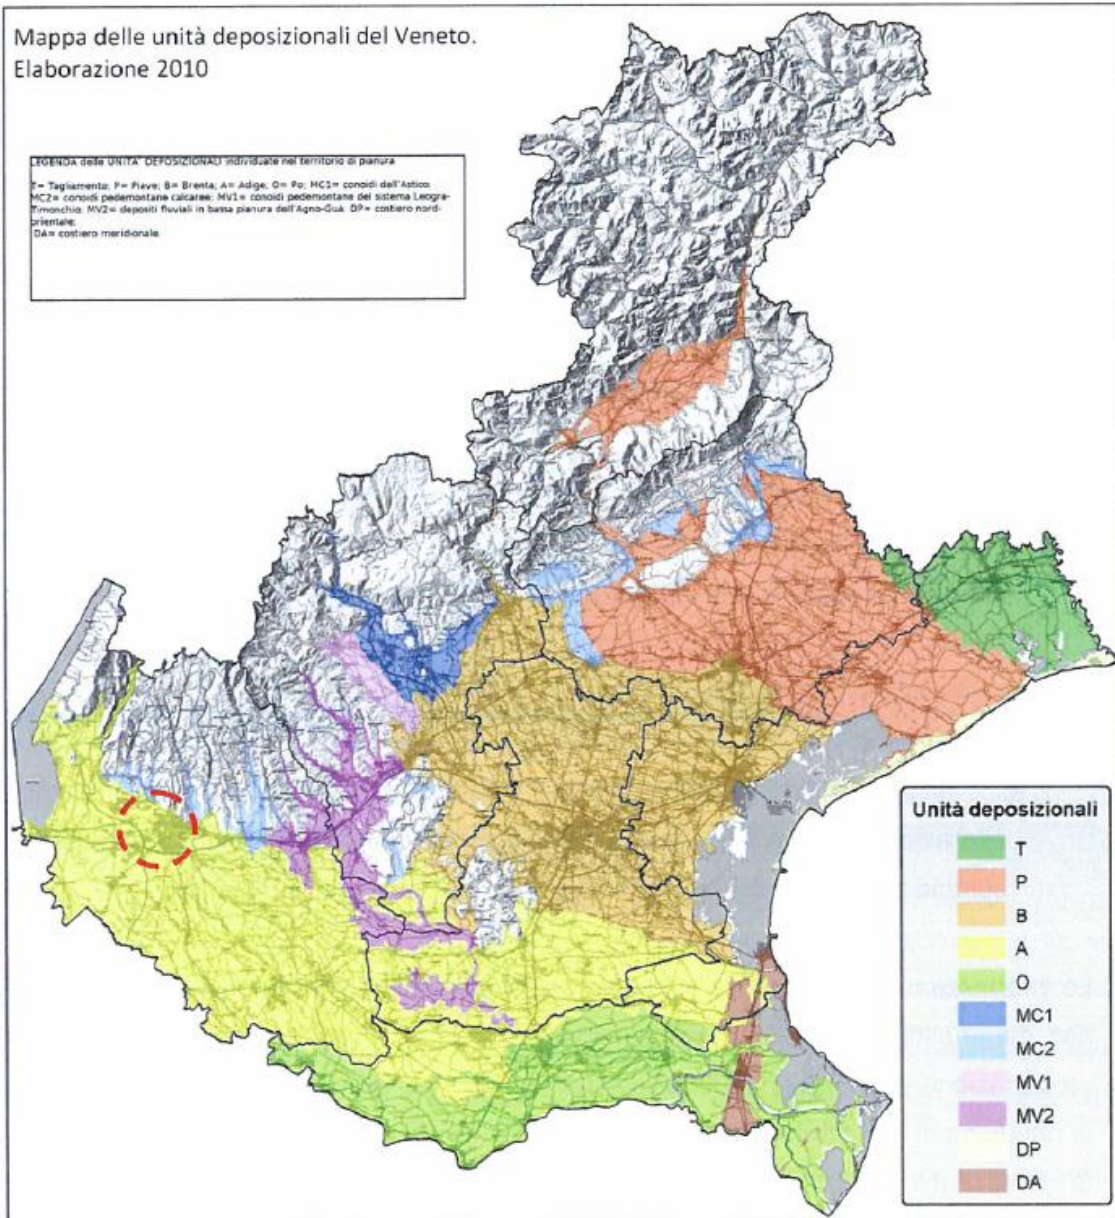 Mappa delle unità deposizionali del Veneto.
Elaborazione 2010
LEGENDA delle UNITA' DEPOSIZIONALI individuate nel territorio di pianura
T= Tagliamento; P= Piave; B= Brenta; A= Adige; O= Po; MC1= conoidi dell'Astico;
MC2= conoidi pedemontane calcaree; MV1= conoidi pedemontane del sistema Leogra-
Timonchio; MV2= depositi fluviali in bassa pianura dell'Agno-Guà; DP= costiero nord-
orientale;
DA= costiero meridionale.
Unità deposizionali
T
P
B
A
O
MC1
MC2
MV1
MV2
DP
DA